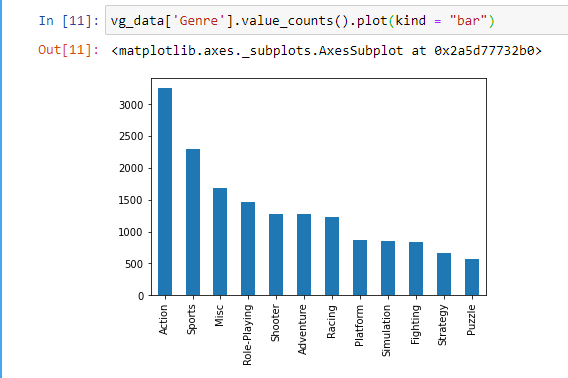 In [11]: vg_data['Genre'].value_counts().plot(kind = "bar")
Out[11]: <matplotlib.axes._subplots.AxesSubplot at 0x2a5d77732b0>
3000
2500
2000
1500
1000
500
0
Action
Sports
Misc
Role-Playing
Shooter
Adventure
Racing
Platform
Simulation
Fighting
Strategy
Puzzle